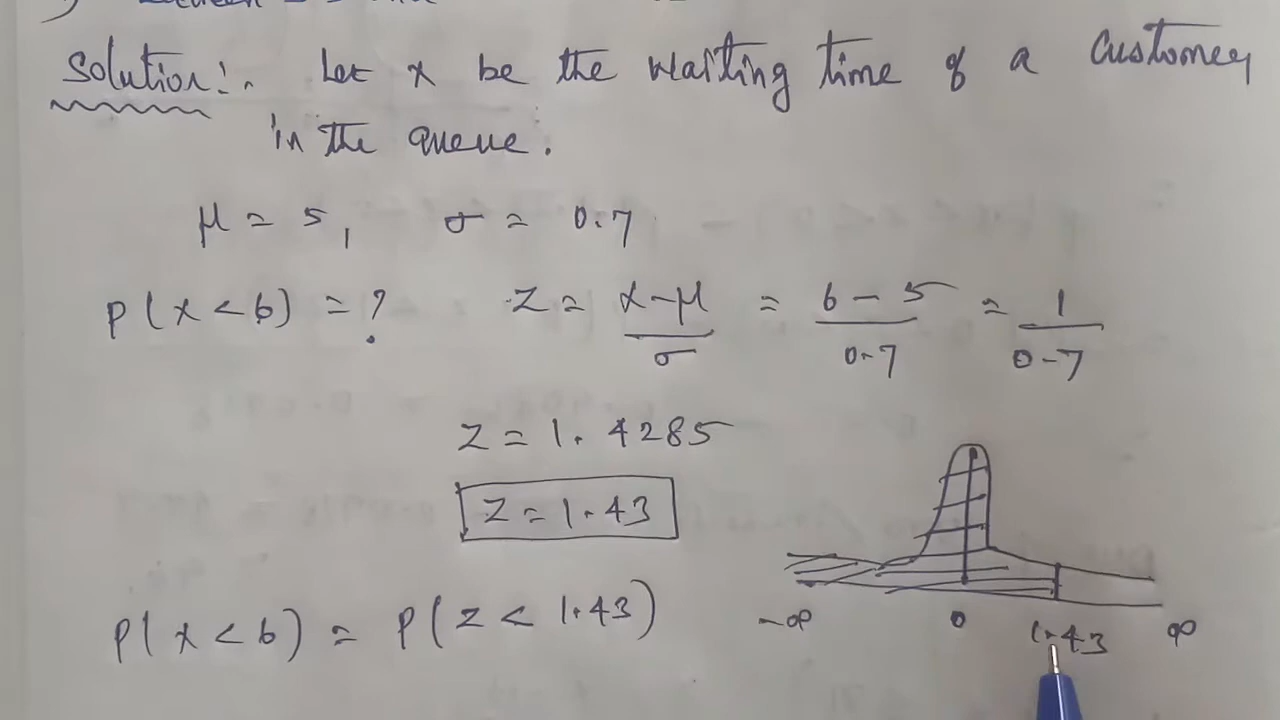 Solution:. Let x be the waiting time of a customer
in the queue.
μ = 5, σ = 0.7
P(x<6) = ? z = x-μ/σ = 6-5/0.7 = 1/0.7
z = 1.4285
z = 1.43
P(x<6) = P(z < 1.43)
-∞ 0 1.43 ∞